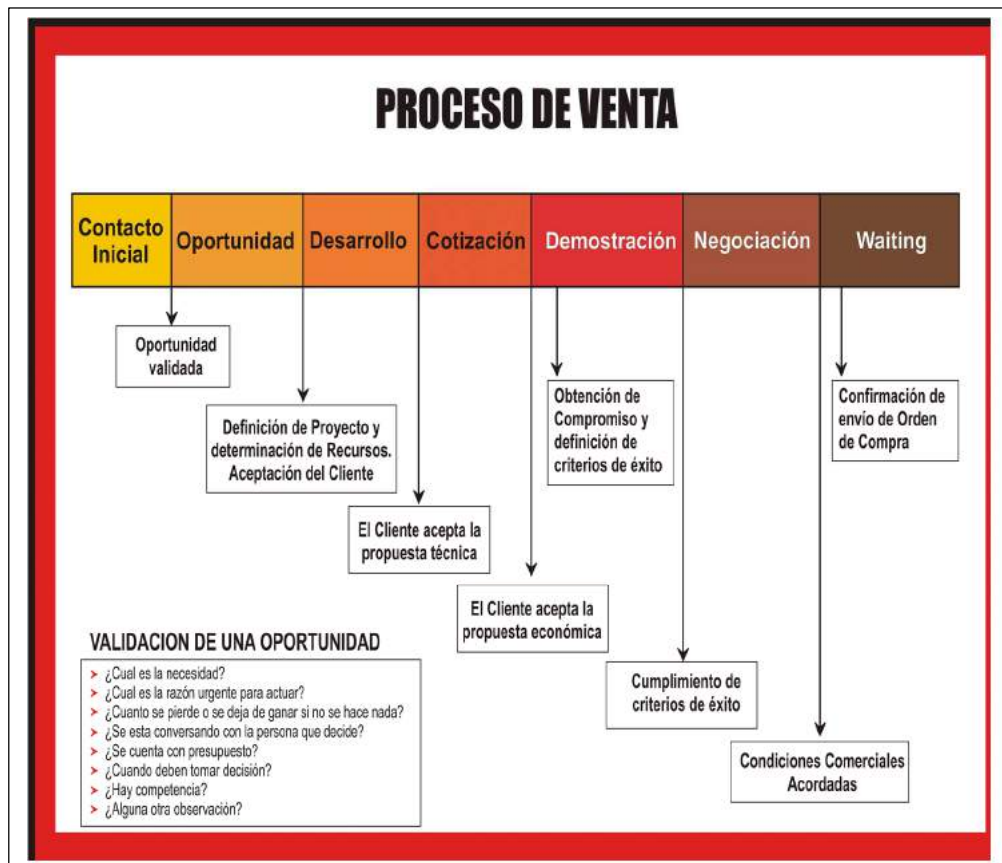 PROCESO DE VENTA
Contacto
Inicial
Oportunidad
Desarrollo
Cotización
Demostración
Negociación
Waiting
Oportunidad
validada
Definición de Proyecto y
determinación de Recursos.
Aceptación del Cliente
El Cliente acepta la
propuesta técnica
El Cliente acepta la
propuesta económica
Obtención de
Compromiso y
definición de
criterios de éxito
Cumplimiento de
criterios de éxito
Condiciones Comerciales
Acordadas
Confirmación de
envío de Orden
de Compra
VALIDACION DE UNA OPORTUNIDAD
¿Cual es la necesidad?
¿Cual es la razón urgente para actuar?
¿Cuanto se pierde o se deja de ganar si no se hace nada?
¿Se esta conversando con la persona que decide?
¿Se cuenta con presupuesto?
¿Cuando deben tomar decisión?
¿Hay competencia?
¿Alguna otra observación?